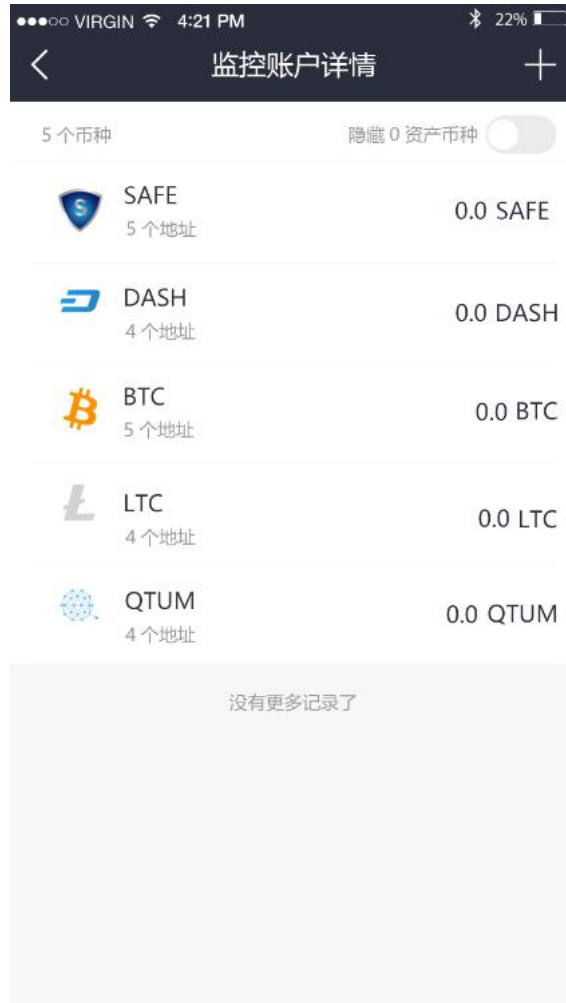 VIRGIN 4:21 PM 22%
监控账户详情
5 个币种 隐藏 0 资产币种
SAFE
5 个地址
0.0 SAFE
DASH
4 个地址
0.0 DASH
BTC
5 个地址
0.0 BTC
LTC
4 个地址
0.0 LTC
QTUM
4 个地址
0.0 QTUM
没有更多记录了